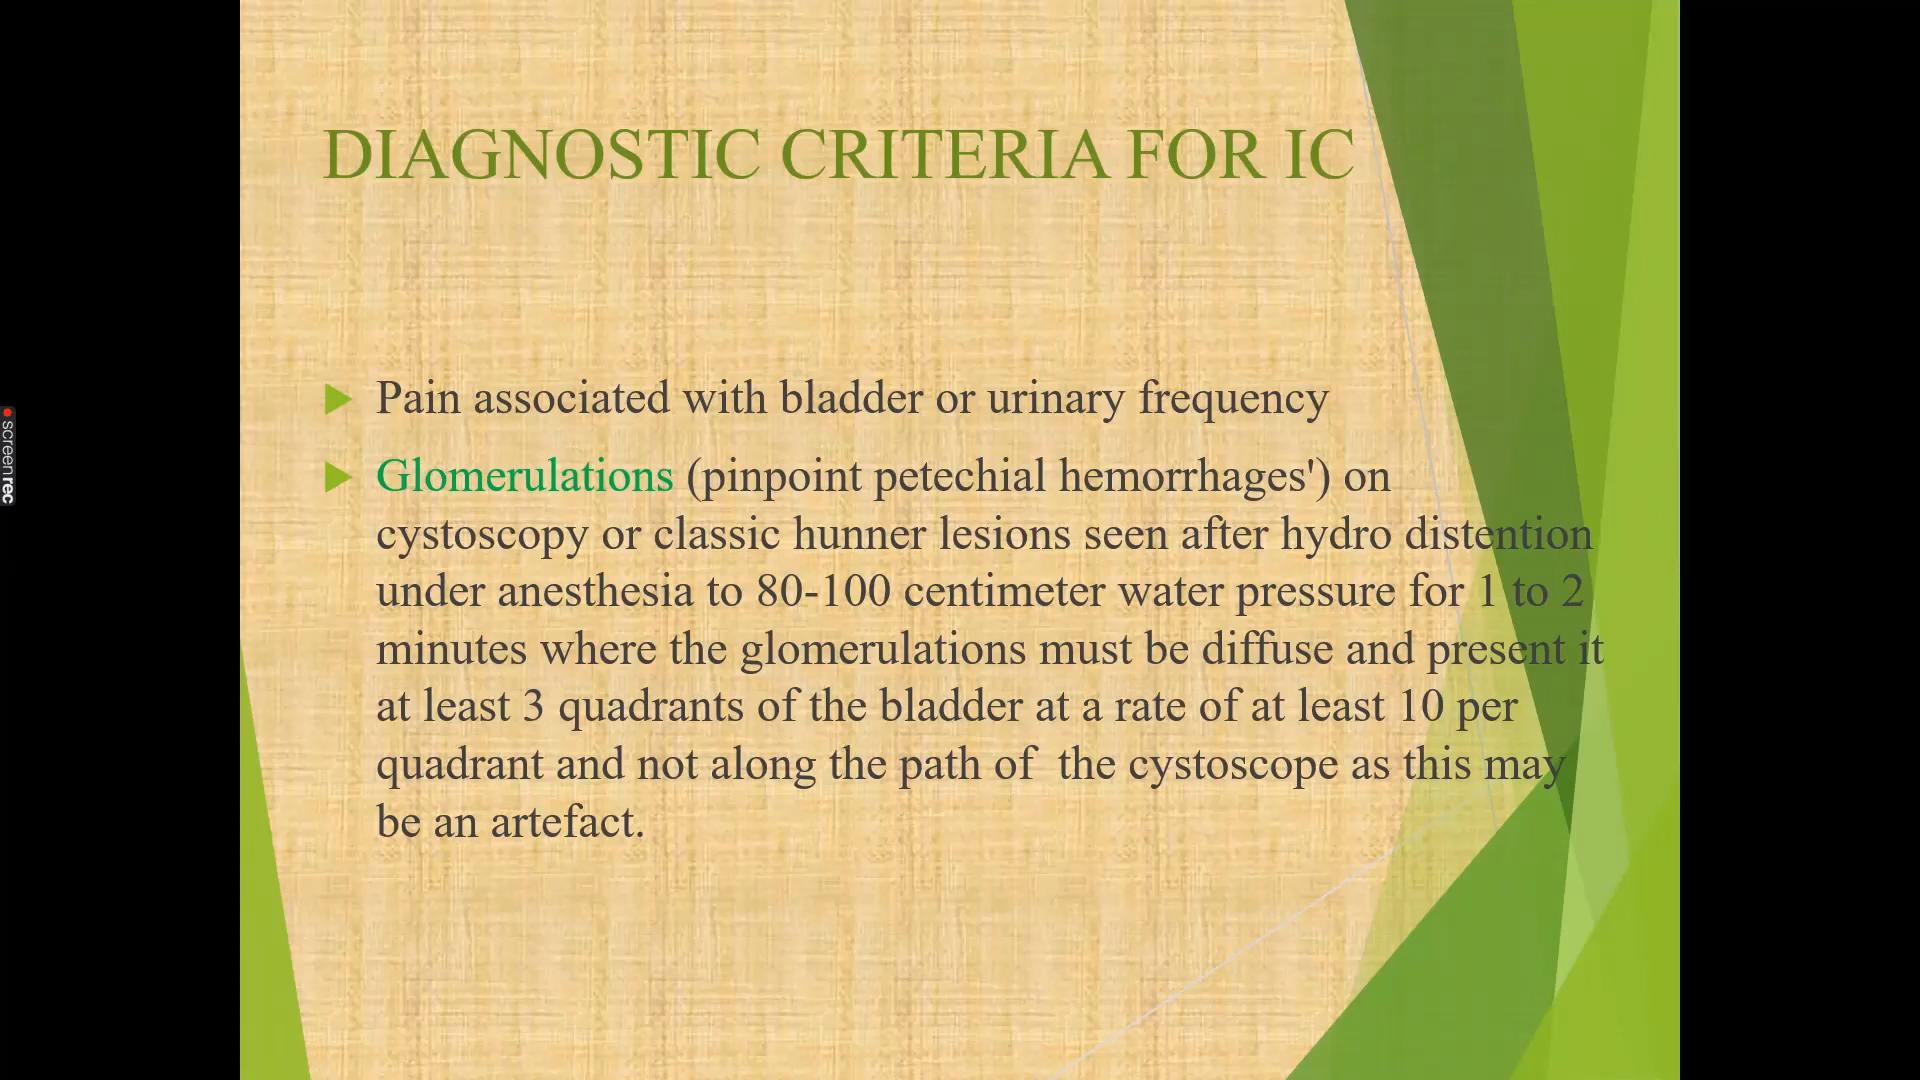 DIAGNOSTIC CRITERIA FOR IC
Pain associated with bladder or urinary frequency
Glomerulations (pinpoint petechial hemorrhages') on
cystoscopy or classic hunner lesions seen after hydro distention
under anesthesia to 80-100 centimeter water pressure for 1 to 2
minutes where the glomerulations must be diffuse and present it
at least 3 quadrants of the bladder at a rate of at least 10 per
quadrant and not along the path of  the cystoscope as this may
be an artefact.
screenrec